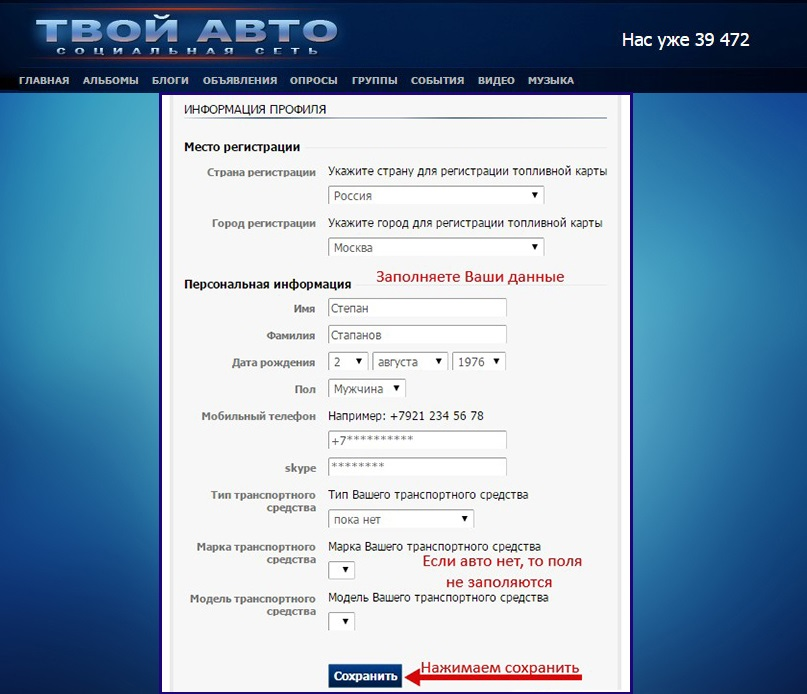 ТВОЙ АВТО
СОЦИАЛЬНАЯ СЕТЬ
Нас уже 39 472
ГЛАВНАЯ АЛЬБОМЫ БЛОГИ ОБЪЯВЛЕНИЯ ОПРОСЫ ГРУППЫ СОБЫТИЯ ВИДЕО МУЗЫКА
ИНФОРМАЦИЯ ПРОФИЛЯ
Место регистрации
Страна регистрации Укажите страну для регистрации топливной карты
Россия
Город регистрации Укажите город для регистрации топливной карты
Москва
Заполняете Ваши данные
Персональная информация
Имя Степан
Фамилия Стапанов
Дата рождения 2 августа 1976
Пол Мужчина
Мобильный телефон Например: +7921 234 56 78
+7**********
skype ********
Тип транспортного Тип Вашего транспортного средства
средства
пока нет
Марка транспортного Марка Вашего транспортного средства
средства
Если авто нет, то поля
не заполяются
Модель транспортного Модель Вашего транспортного средства
средства
Сохранить Нажимаем сохранить